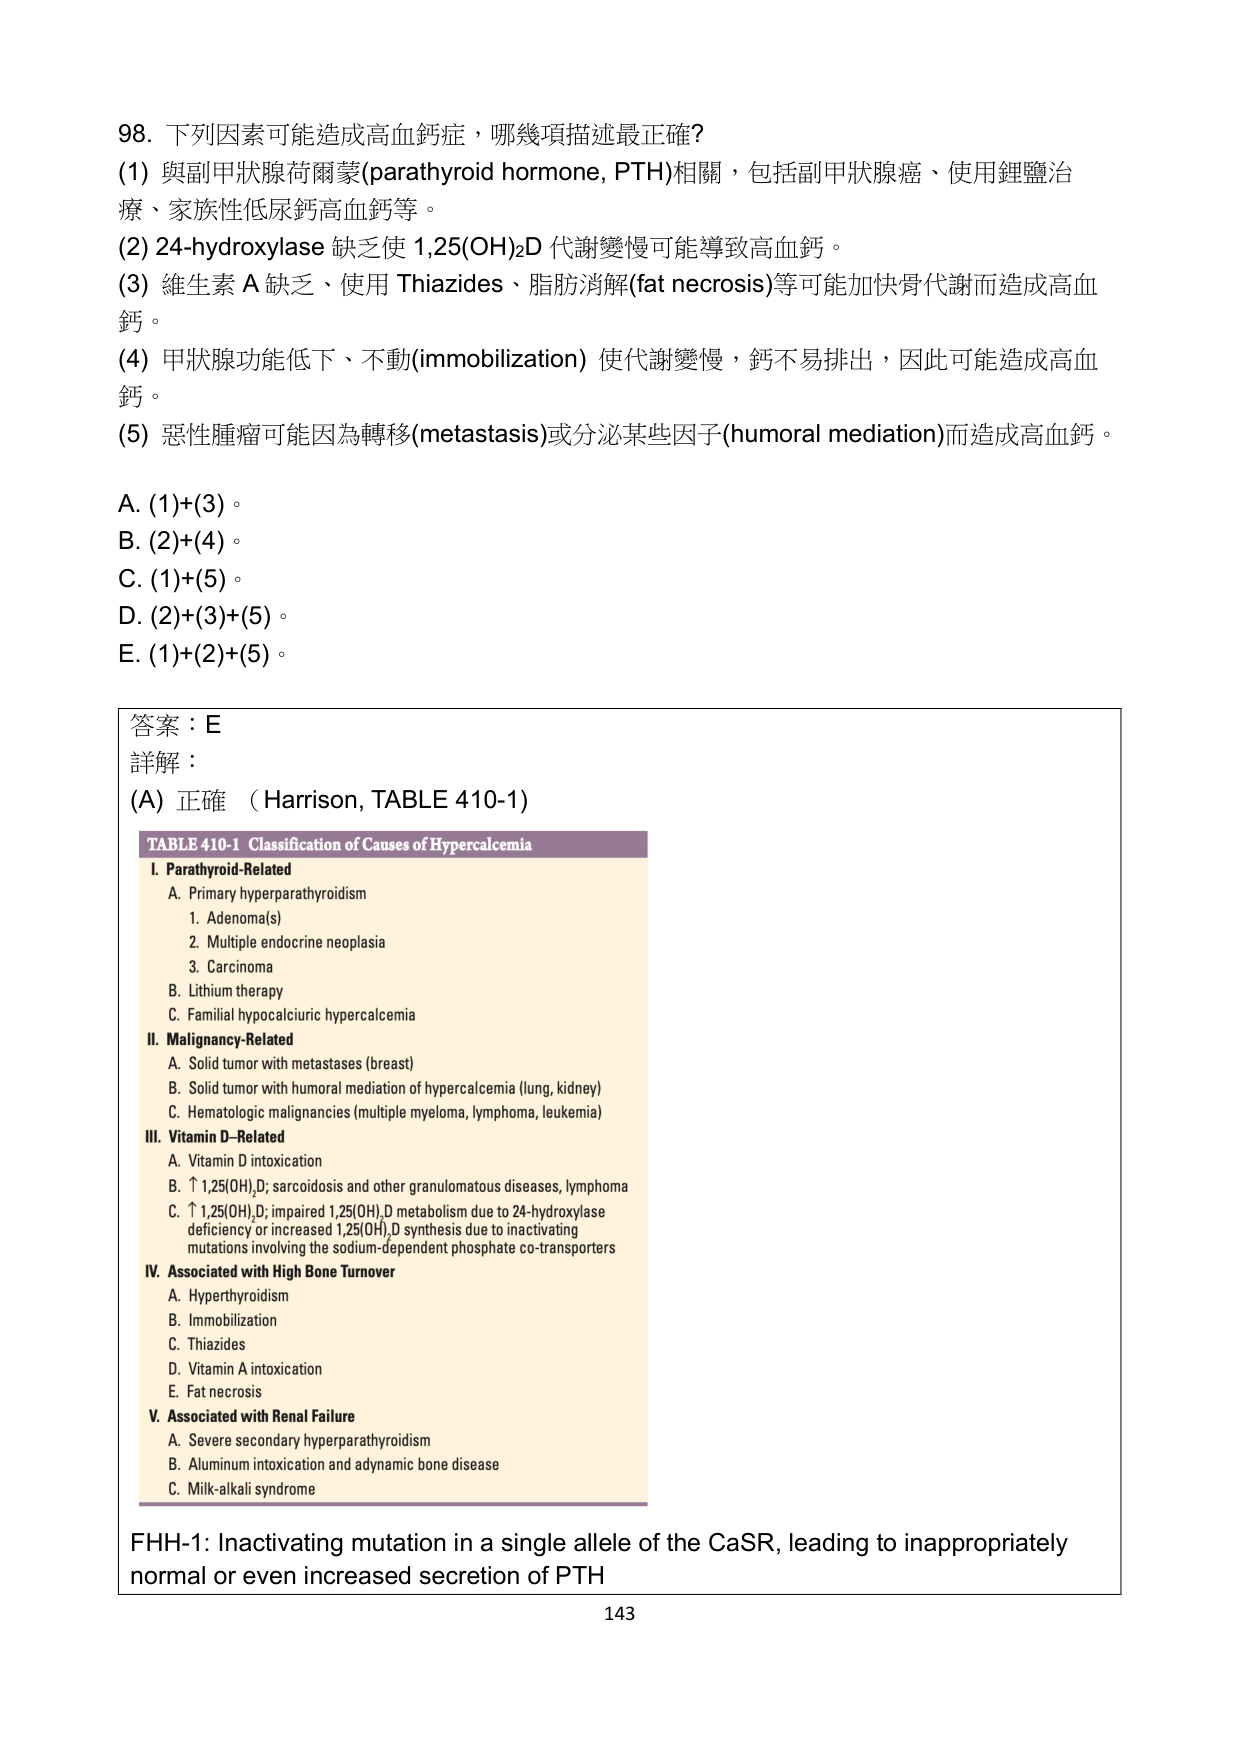 98. 下列因素可能造成高血鈣症，哪幾項描述最正確?
(1) 與副甲狀腺荷爾蒙(parathyroid hormone, PTH)相關，包括副甲狀腺癌、使用鋰鹽治
療、家族性低尿鈣高血鈣等。
(2) 24-hydroxylase 缺乏使 1,25(OH)₂D 代謝變慢可能導致高血鈣。
(3) 維生素 A 缺乏、使用 Thiazides、脂肪消解(fat necrosis)等可能加快骨代謝而造成高血
鈣。
(4) 甲狀腺功能低下、不動(immobilization) 使代謝變慢，鈣不易排出，因此可能造成高血
鈣。
(5) 惡性腫瘤可能因為轉移(metastasis)或分泌某些因子(humoral mediation)而造成高血鈣。
A. (1)+(3)。
B. (2)+(4)。
C. (1)+(5)。
D. (2)+(3)+(5)。
E. (1)+(2)+(5)。
答案：E
詳解：
(A) 正確 （Harrison, TABLE 410-1)
TABLE 410-1 Classification of Causes of Hypercalcemia
I. Parathyroid-Related
A. Primary hyperparathyroidism
1. Adenoma(s)
2. Multiple endocrine neoplasia
3. Carcinoma
B. Lithium therapy
C. Familial hypocalciuric hypercalcemia
II. Malignancy-Related
A. Solid tumor with metastases (breast)
B. Solid tumor with humoral mediation of hypercalcemia (lung, kidney)
C. Hematologic malignancies (multiple myeloma, lymphoma, leukemia)
III. Vitamin D–Related
A. Vitamin D intoxication
B. ↑ 1,25(OH)₂D; sarcoidosis and other granulomatous diseases, lymphoma
C. ↑ 1,25(OH)₂D; impaired 1,25(OH)₂D metabolism due to 24-hydroxylase
deficiency or increased 1,25(OH)₂D synthesis due to inactivating
mutations involving the sodium-dependent phosphate co-transporters
IV. Associated with High Bone Turnover
A. Hyperthyroidism
B. Immobilization
C. Thiazides
D. Vitamin A intoxication
E. Fat necrosis
V. Associated with Renal Failure
A. Severe secondary hyperparathyroidism
B. Aluminum intoxication and adynamic bone disease
C. Milk-alkali syndrome
FHH-1: Inactivating mutation in a single allele of the CaSR, leading to inappropriately
normal or even increased secretion of PTH
143